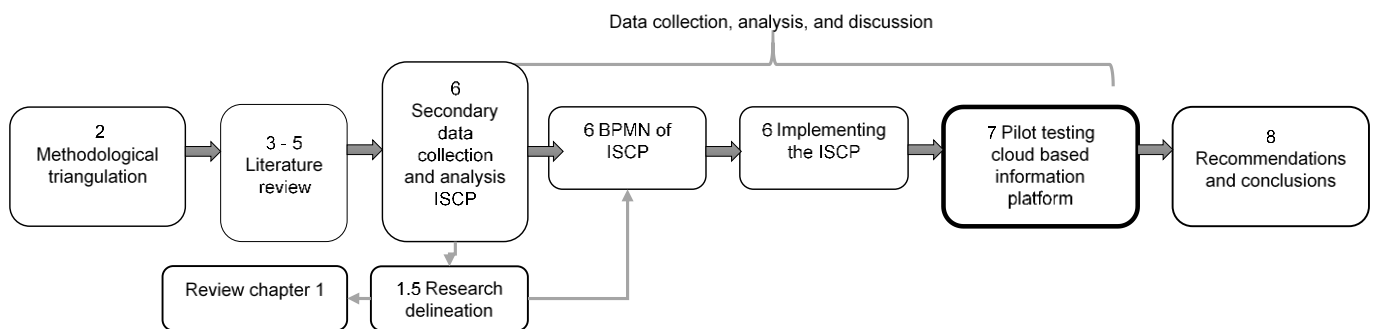 Data collection, analysis, and discussion
2
Methodological
triangulation
3 - 5
Literature
review
6
Secondary
data
collection
and analysis
ISCP
6 BPMN of
ISCP
6 Implementing
the ISCP
7 Pilot testing
cloud based
information
platform
8
Recommendations
and conclusions
Review chapter 1
1.5 Research
delineation